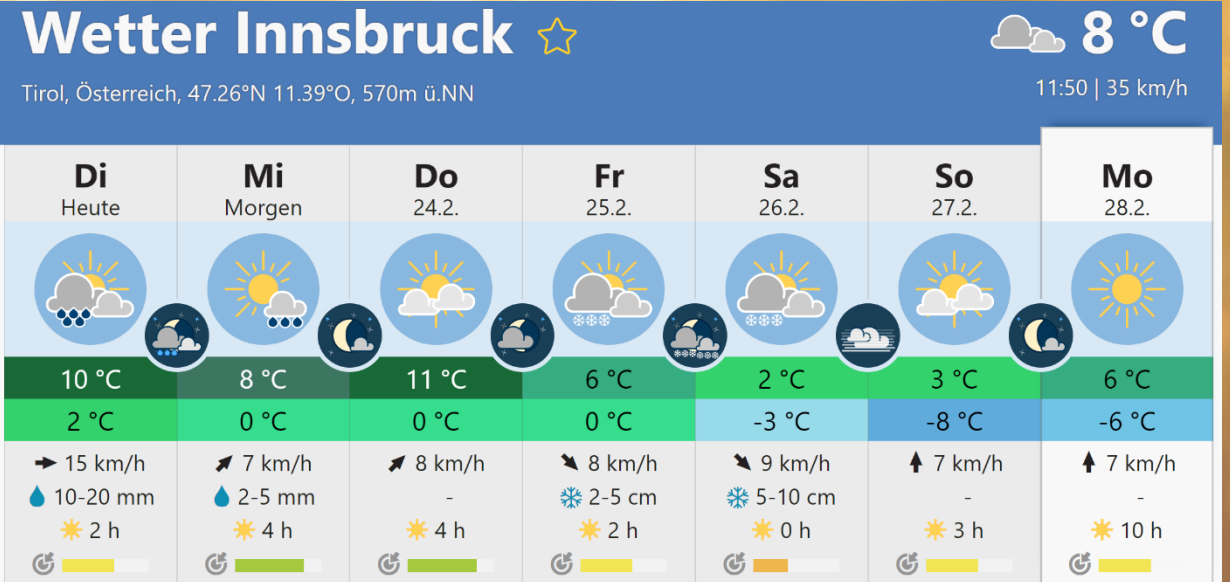 Wetter Innsbruck
8 °C
Tirol, Österreich, 47.26°N 11.39°O, 570m ü.NN
11:50 | 35 km/h
Di Mi Do Fr Sa So Mo
Heute Morgen 24.2. 25.2. 26.2. 27.2. 28.2.
10 °C 8 °C 11 °C 6 °C 2 °C 3 °C 6 °C
2 °C 0 °C 0 °C 0 °C -3 °C -8 °C -6 °C
15 km/h 7 km/h 8 km/h 8 km/h 9 km/h 7 km/h 7 km/h
10-20 mm 2-5 mm - 2-5 cm 5-10 cm - -
2 h 4 h 4 h 2 h 0 h 3 h 10 h